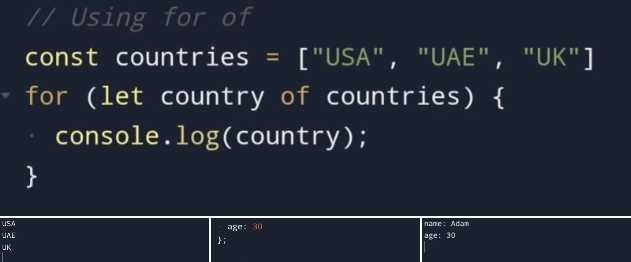 // Using for of
const countries = ["USA", "UAE", "UK"]
for (let country of countries) {
console.log(country);
}
USA
UAE
UK
age: 30
};
name: Adam
age: 30